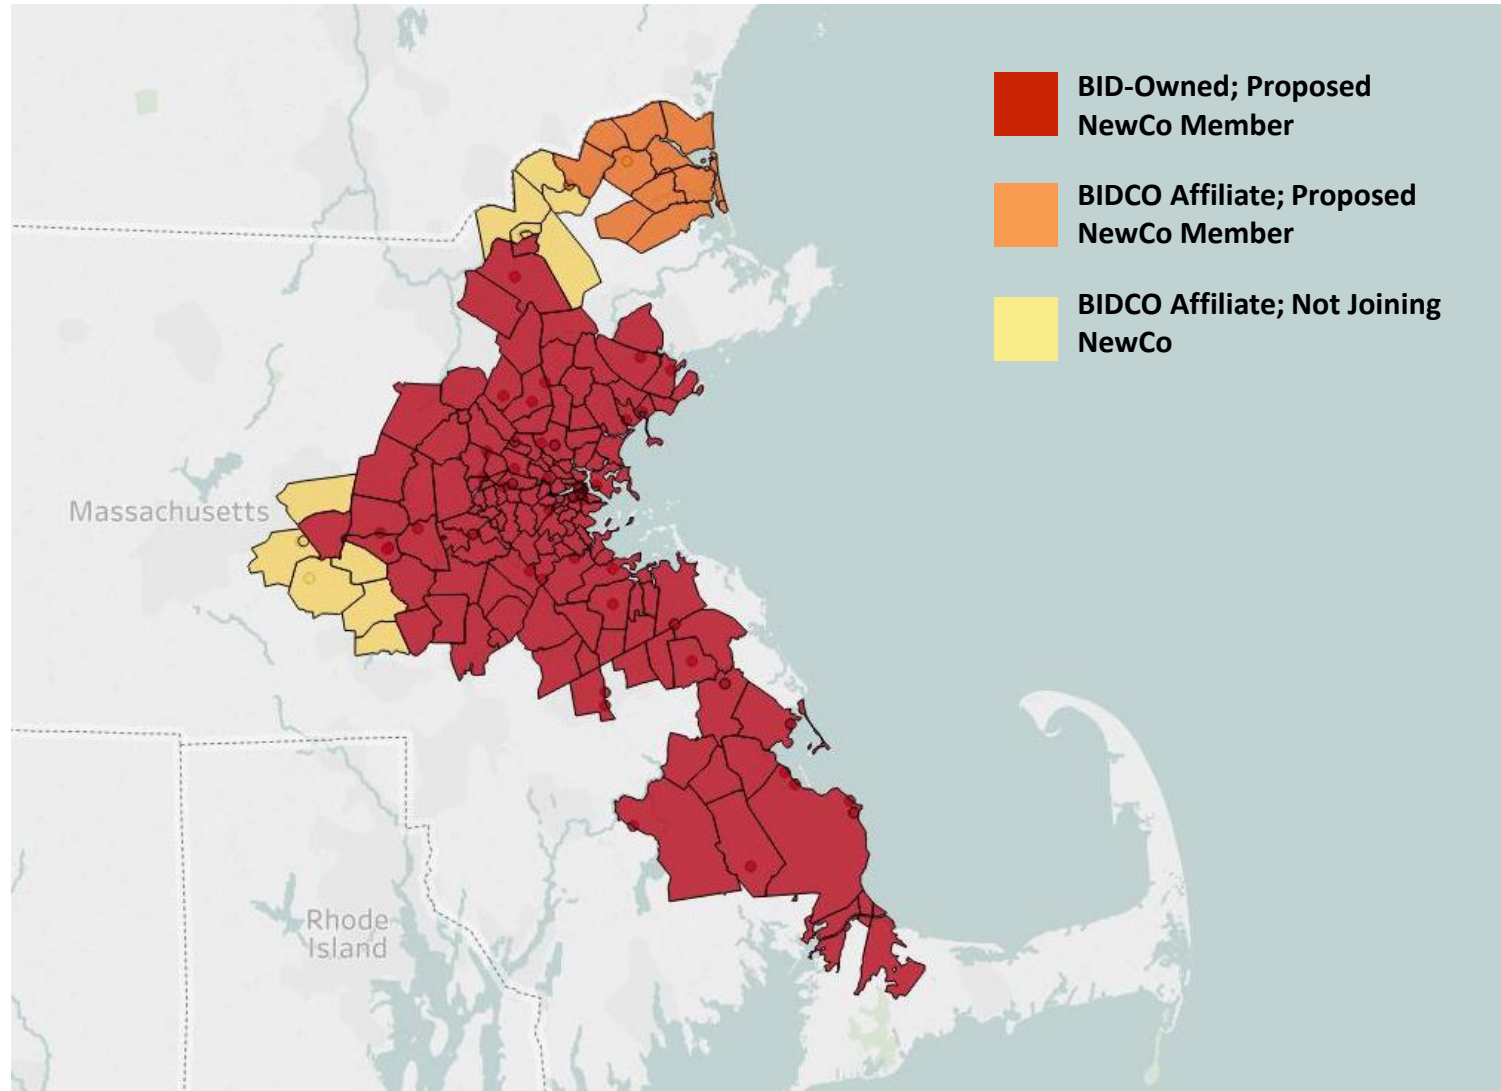 BID-Owned; Proposed
NewCo Member
BIDCO Affiliate; Proposed
NewCo Member
BIDCO Affiliate; Not Joining
NewCo
Massachusetts
Rhode
Island